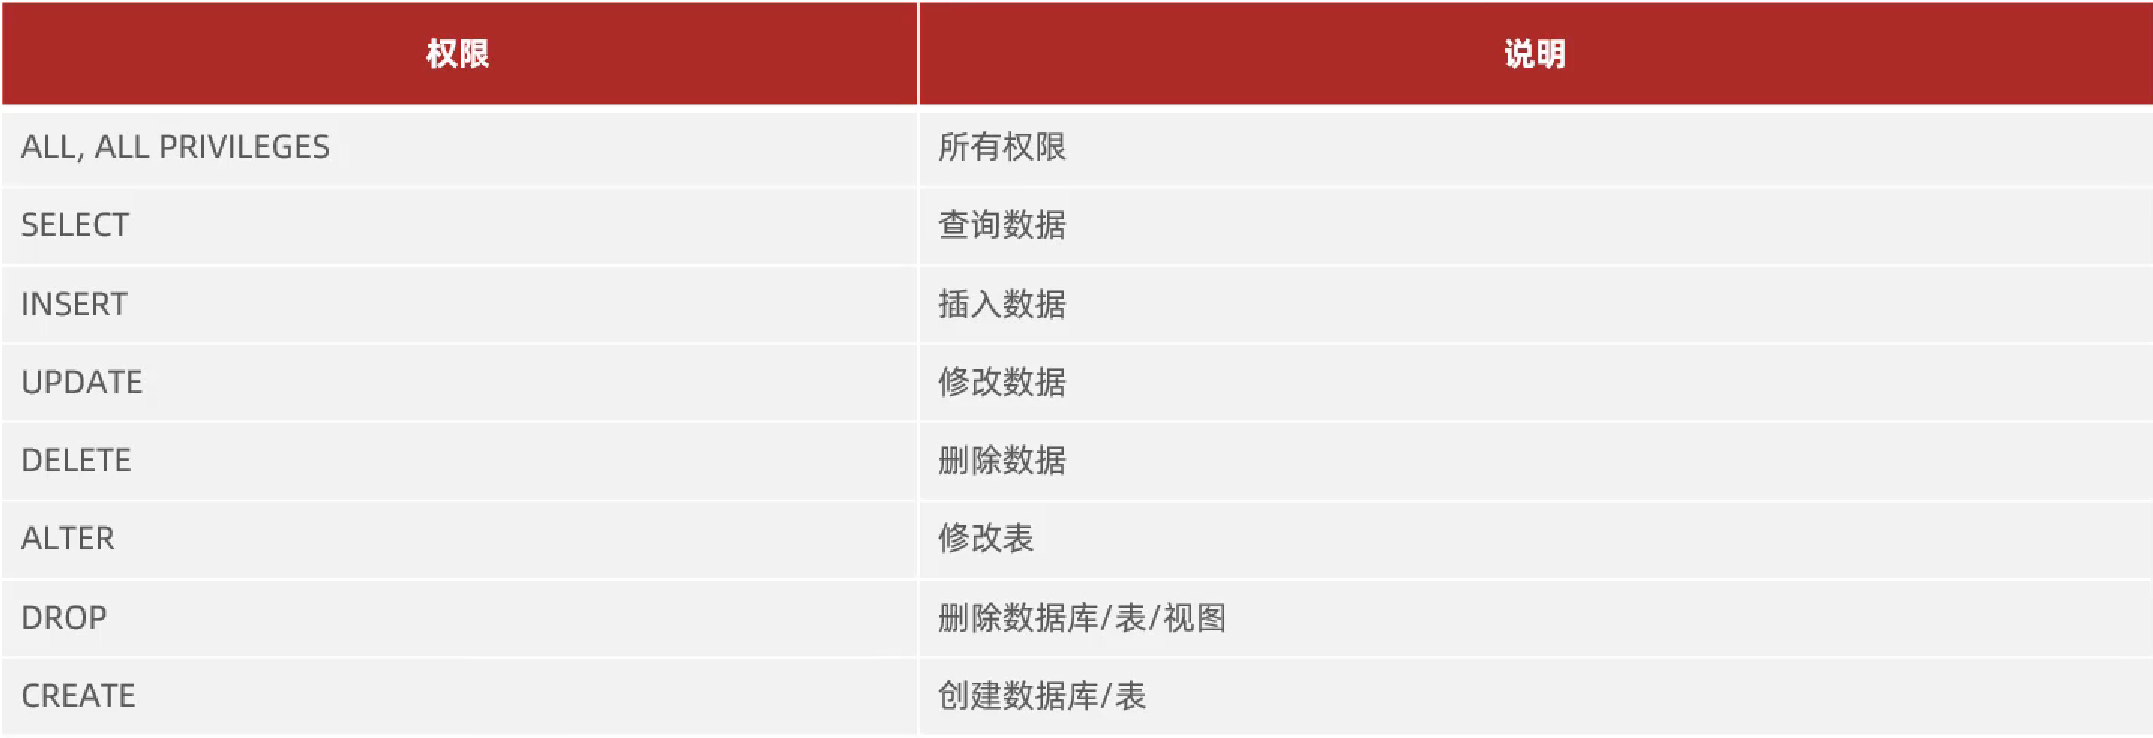 权限 说明
ALL, ALL PRIVILEGES 所有权限
SELECT 查询数据
INSERT 插入数据
UPDATE 修改数据
DELETE 删除数据
ALTER 修改表
DROP 删除数据库/表/视图
CREATE 创建数据库/表